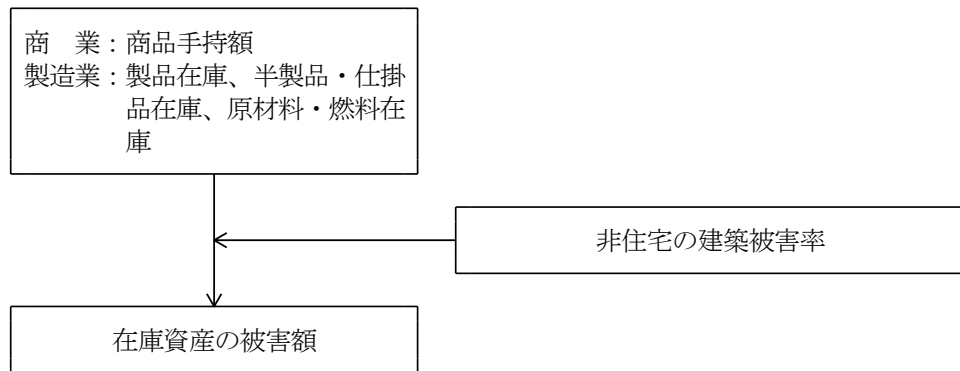 商　業：商品手持額
製造業：製品在庫、半製品・仕掛
品在庫、原材料・燃料在
庫
非住宅の建築被害率
在庫資産の被害額